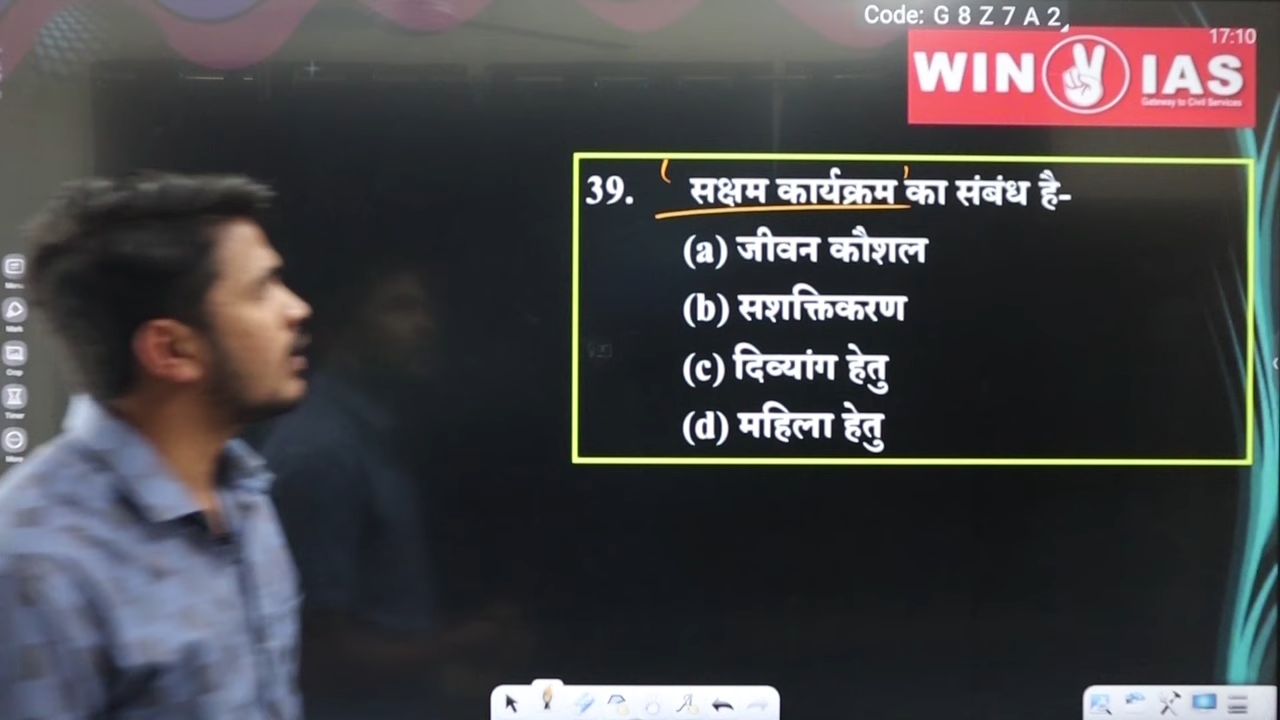 Code: G 8 Z 7 A 2
17:10
WIN IAS
Gateway to Civil Services
39. सक्षम कार्यक्रम का संबंध है-
(a) जीवन कौशल
(b) सशक्तिकरण
(c) दिव्यांग हेतु
(d) महिला हेतु
Timer